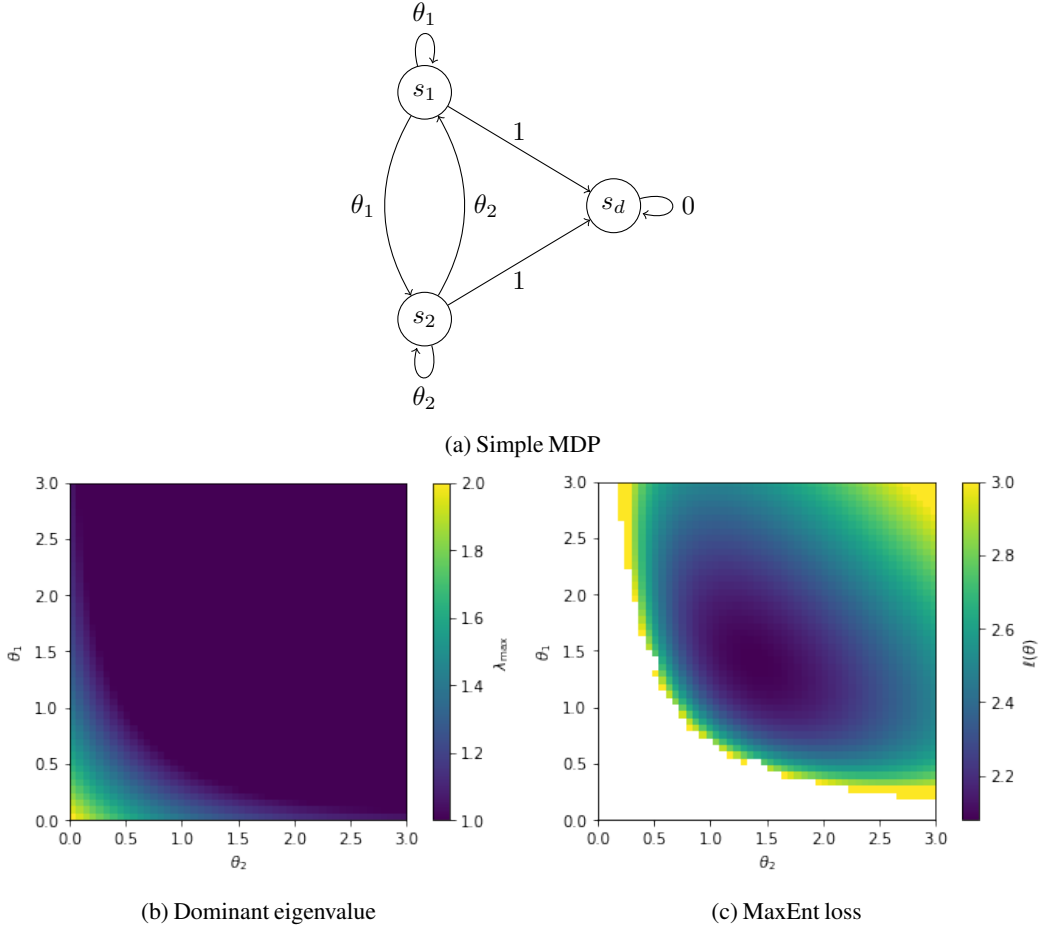 θ₁
s₁
1
θ₁
θ₂
s_d
0
1
s₂
θ₂
(a) Simple MDP
3.0
2.5
2.0
1.5
1.0
0.5
0.0
θ₁
0.0 0.5 1.0 1.5 2.0 2.5 3.0
θ₂
2.0
1.8
1.6
1.4
1.2
1.0
λmax
(b) Dominant eigenvalue
3.0
2.5
2.0
1.5
1.0
0.5
0.0
θ₁
0.0 0.5 1.0 1.5 2.0 2.5 3.0
θ₂
3.0
2.8
2.6
2.4
2.2
ℓ(θ)
(c) MaxEnt loss